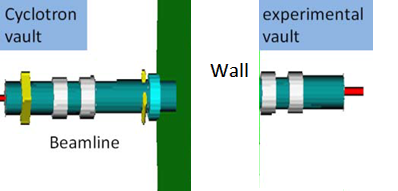 Cyclotron
vault
experimental
vault
Wall
Beamline